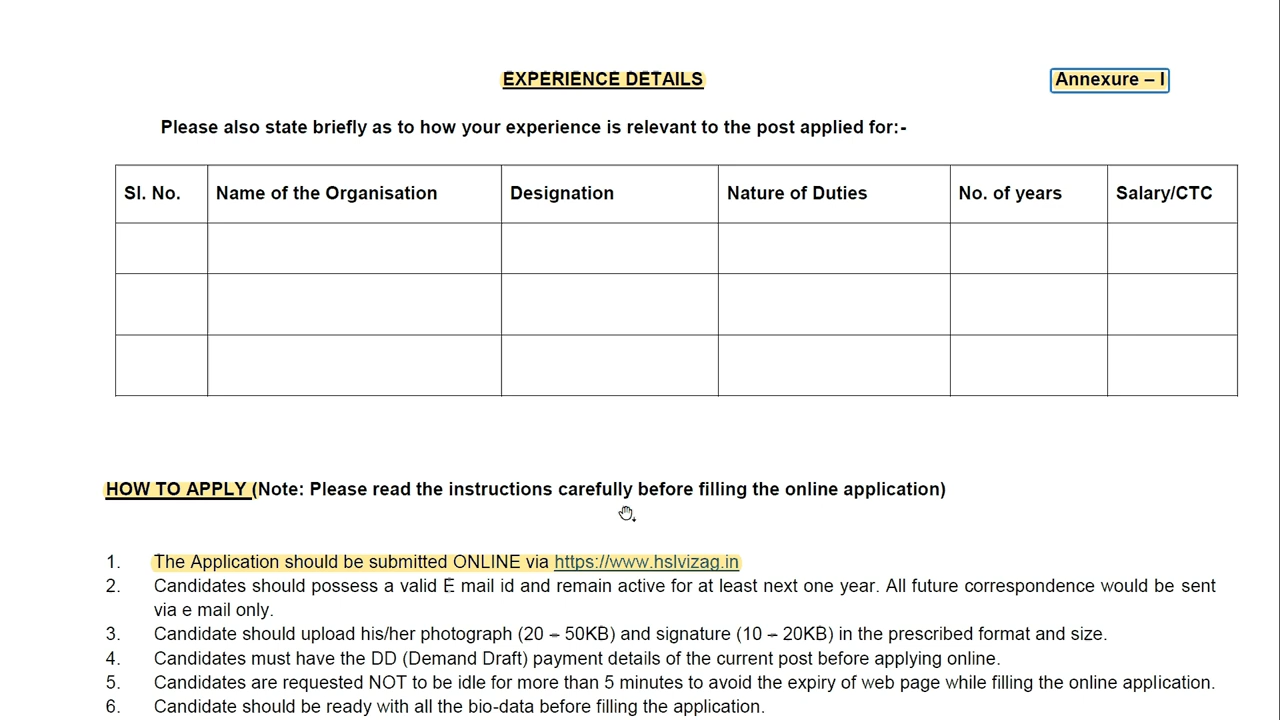 EXPERIENCE DETAILS
Annexure – I
Please also state briefly as to how your experience is relevant to the post applied for:-
Sl. No. Name of the Organisation Designation Nature of Duties No. of years Salary/CTC
HOW TO APPLY (Note: Please read the instructions carefully before filling the online application)
1. The Application should be submitted ONLINE via https://www.hslvizag.in
2. Candidates should possess a valid E mail id and remain active for at least next one year. All future correspondence would be sent
via e mail only.
3. Candidate should upload his/her photograph (20 – 50KB) and signature (10 – 20KB) in the prescribed format and size.
4. Candidates must have the DD (Demand Draft) payment details of the current post before applying online.
5. Candidates are requested NOT to be idle for more than 5 minutes to avoid the expiry of web page while filling the online application.
6. Candidate should be ready with all the bio-data before filling the application.